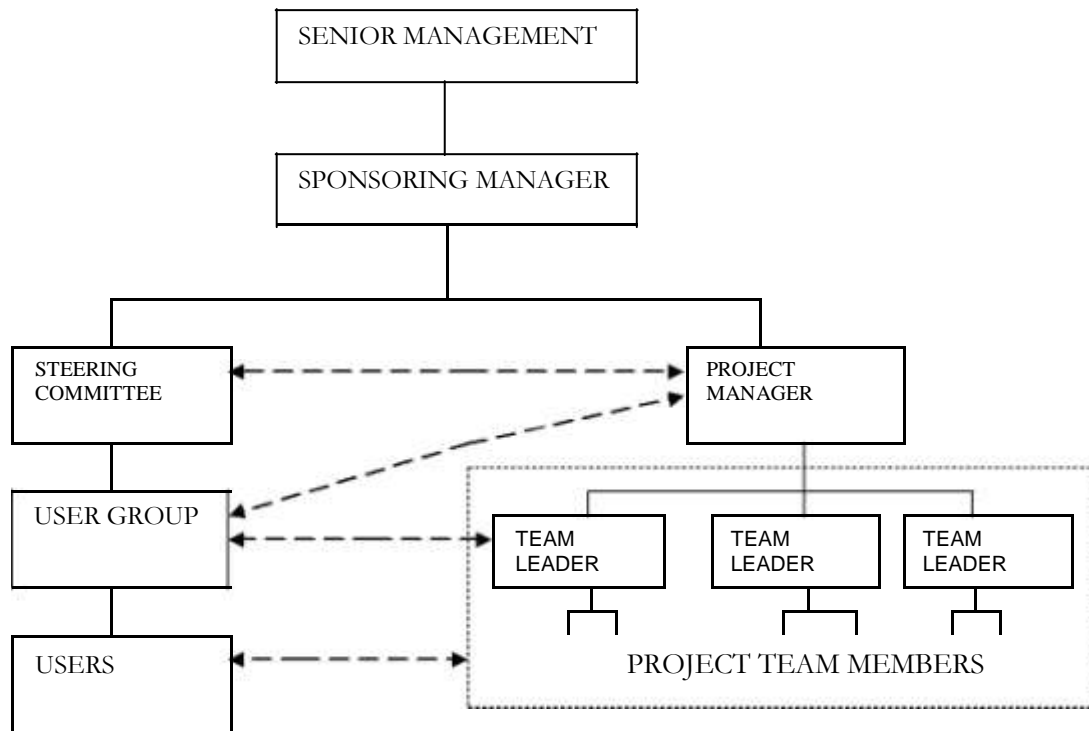 SENIOR MANAGEMENT
SPONSORING MANAGER
STEERING
COMMITTEE
PROJECT
MANAGER
USER GROUP
TEAM
LEADER
TEAM
LEADER
TEAM
LEADER
USERS
PROJECT TEAM MEMBERS